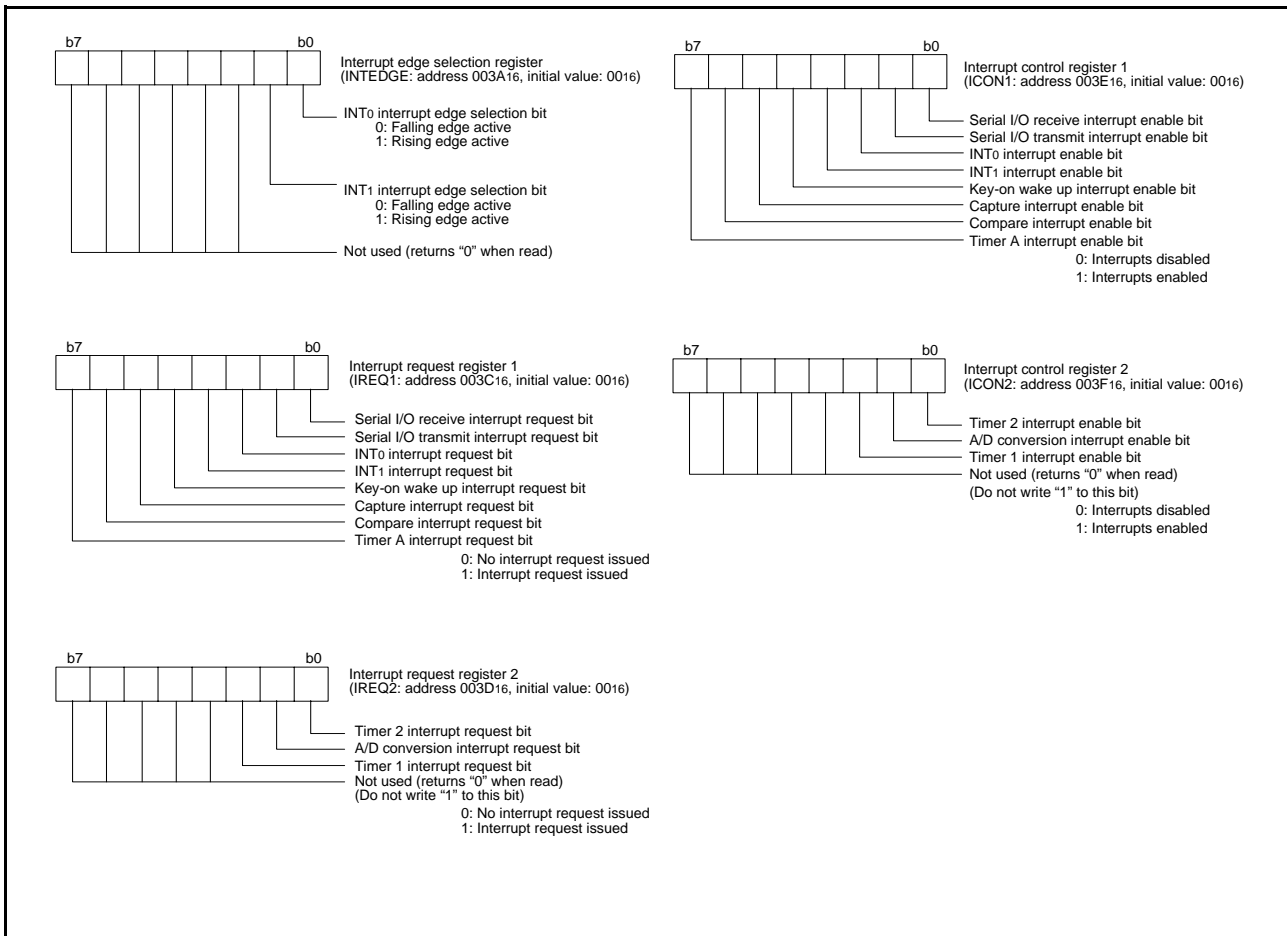 b7 b0
Interrupt edge selection register
(INTEDGE: address 003A16, initial value: 0016)
INT0 interrupt edge selection bit
0: Falling edge active
1: Rising edge active
INT1 interrupt edge selection bit
0: Falling edge active
1: Rising edge active
Not used (returns “0” when read)
b7 b0
Interrupt control register 1
(ICON1: address 003E16, initial value: 0016)
Serial I/O receive interrupt enable bit
Serial I/O transmit interrupt enable bit
INT0 interrupt enable bit
INT1 interrupt enable bit
Key-on wake up interrupt enable bit
Capture interrupt enable bit
Compare interrupt enable bit
Timer A interrupt enable bit
0: Interrupts disabled
1: Interrupts enabled
b7 b0
Interrupt request register 1
(IREQ1: address 003C16, initial value: 0016)
Serial I/O receive interrupt request bit
Serial I/O transmit interrupt request bit
INT0 interrupt request bit
INT1 interrupt request bit
Key-on wake up interrupt request bit
Capture interrupt request bit
Compare interrupt request bit
Timer A interrupt request bit
0: No interrupt request issued
1: Interrupt request issued
b7 b0
Interrupt control register 2
(ICON2: address 003F16, initial value: 0016)
Timer 2 interrupt enable bit
A/D conversion interrupt enable bit
Timer 1 interrupt enable bit
Not used (returns “0” when read)
(Do not write “1” to this bit)
0: Interrupts disabled
1: Interrupts enabled
b7 b0
Interrupt request register 2
(IREQ2: address 003D16, initial value: 0016)
Timer 2 interrupt request bit
A/D conversion interrupt request bit
Timer 1 interrupt request bit
Not used (returns “0” when read)
(Do not write “1” to this bit)
0: No interrupt request issued
1: Interrupt request issued